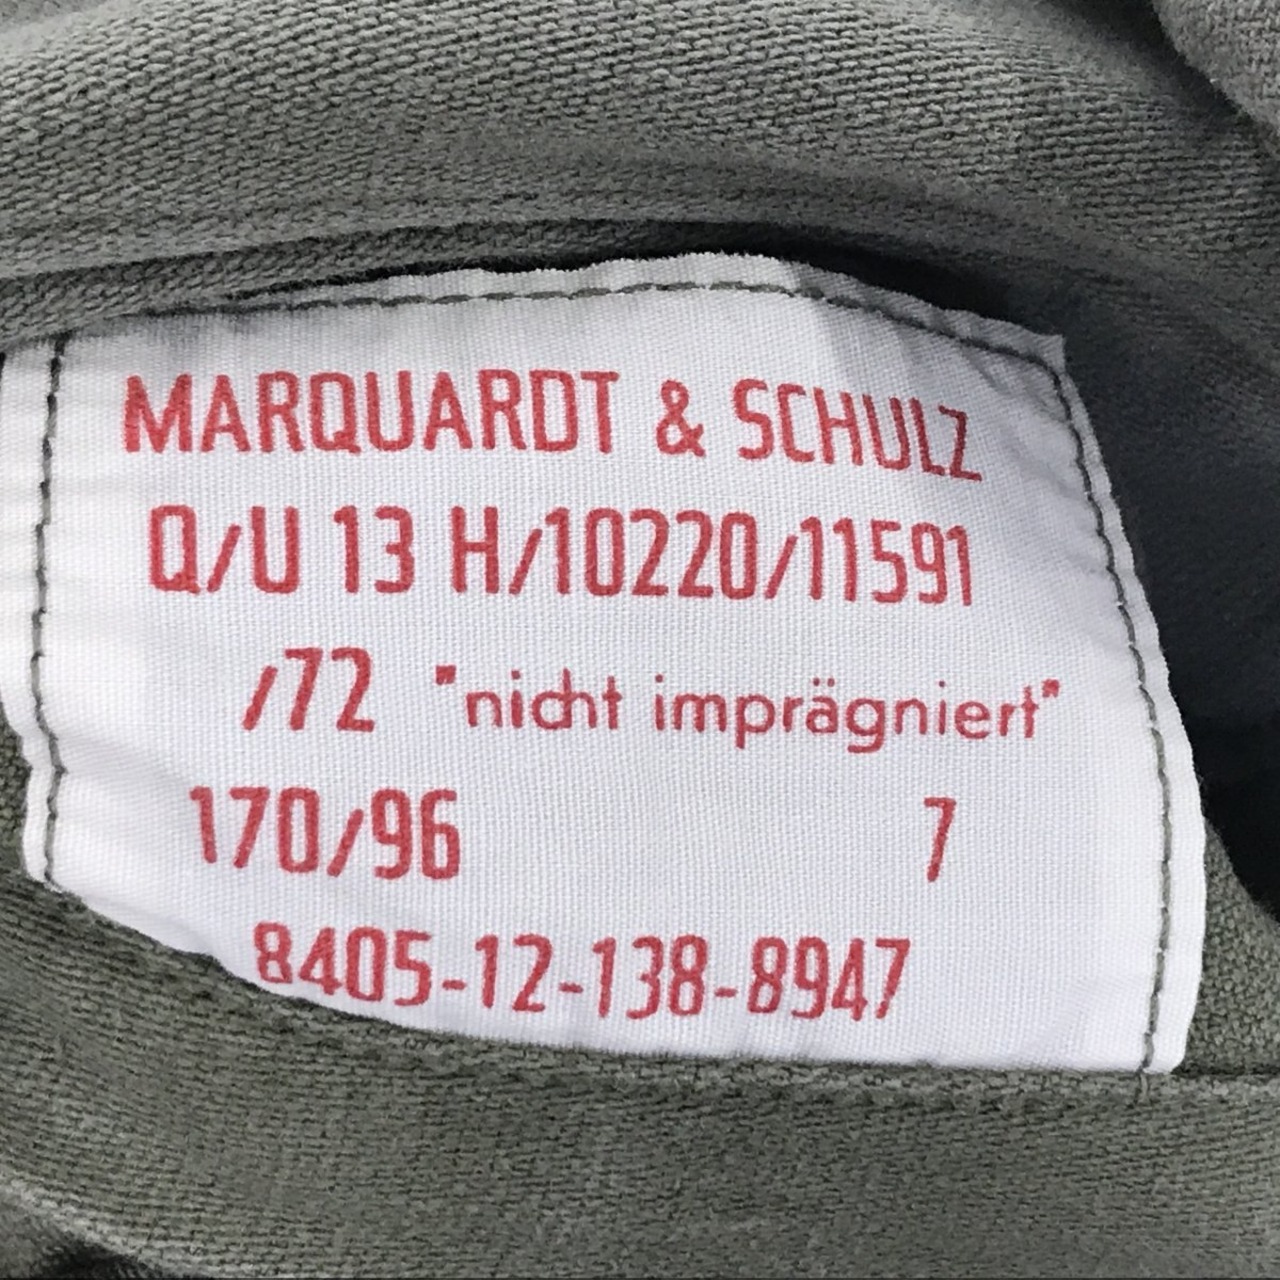 MARQUARDT & SCHULZ
Q/U 13 H/10220/11591
/72 "nicht imprägniert"
170/96 7
8405-12-138-8947